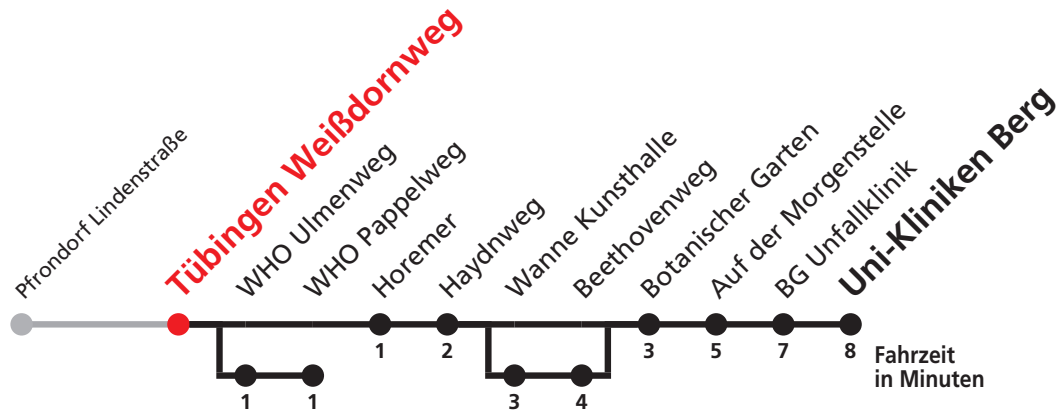 Pfrondorf Lindenstraße
Tübingen Weißdornweg
WHO Ulmenweg
WHO Pappelweg
Horemer
Haydnweg
Wanne Kunsthalle
Beethovenweg
Botanischer Garten
Auf der Morgenstelle
BG Unfallklinik
Uni-Kliniken Berg
1 2 3 5 7 8 Fahrzeit
in Minuten
1 1 3 4